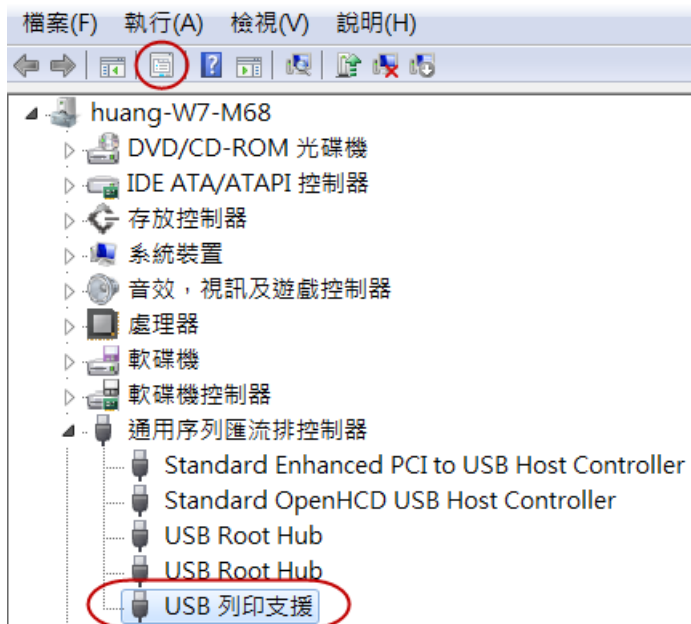 檔案(F) 執行(A) 檢視(V) 說明(H)
huang-W7-M68
DVD/CD-ROM 光碟機
IDE ATA/ATAPI 控制器
存放控制器
系統裝置
音效，視訊及遊戲控制器
處理器
軟碟機
軟碟機控制器
通用序列匯流排控制器
Standard Enhanced PCI to USB Host Controller
Standard OpenHCD USB Host Controller
USB Root Hub
USB Root Hub
USB 列印支援